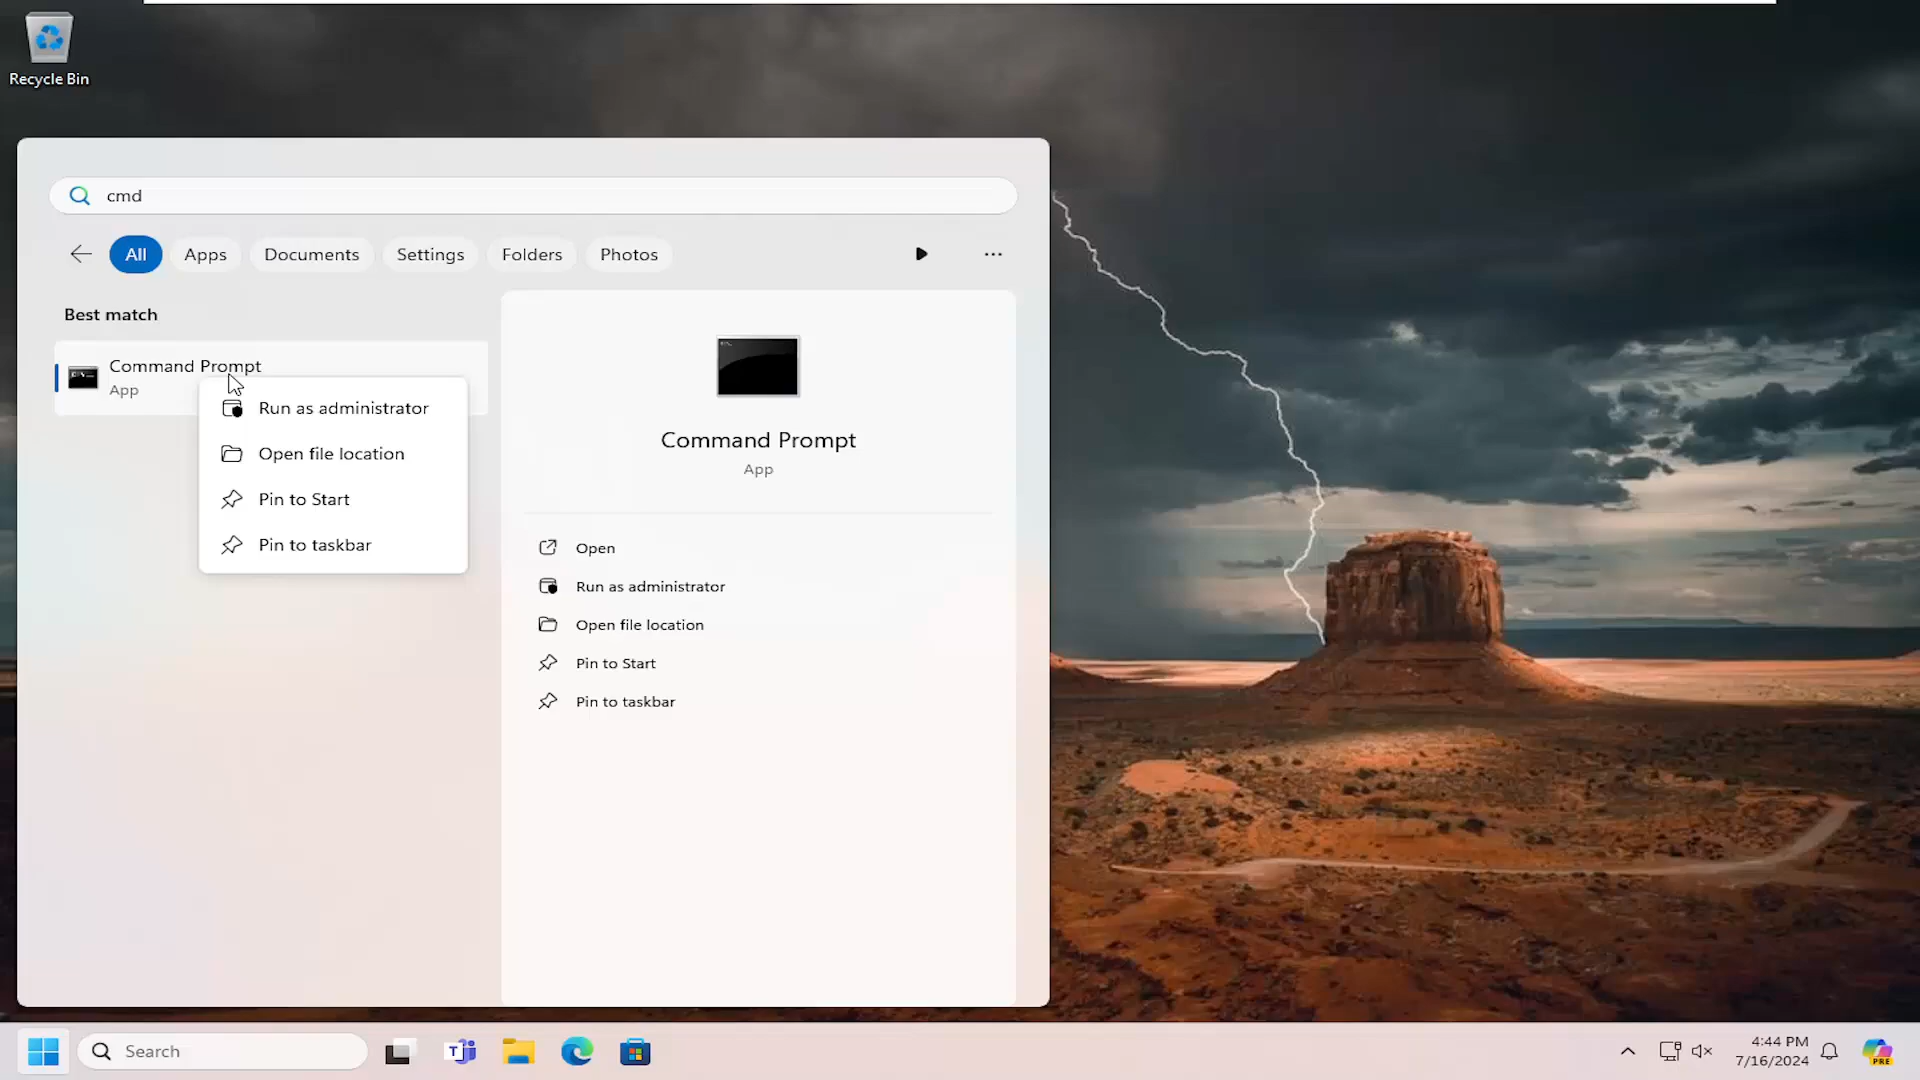 Recycle Bin
cmd
All
Apps
Documents
Settings
Folders
Photos
Best match
Command Prompt
App
Run as administrator
Open file location
Pin to Start
Pin to taskbar
Command Prompt
App
Open
Run as administrator
Open file location
Pin to Start
Pin to taskbar
Search
4:44 PM
7/16/2024
PRE